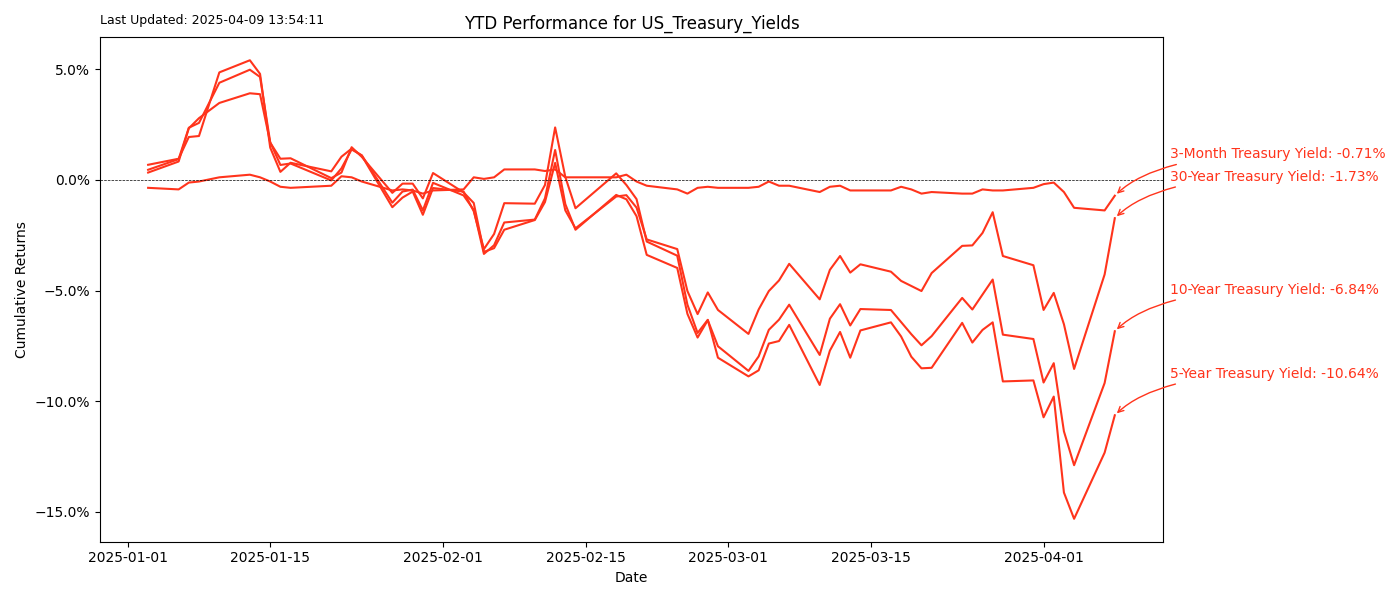 Last Updated: 2025-04-09 13:54:11
YTD Performance for US_Treasury_Yields
Cumulative Returns
5.0%
0.0%
−5.0%
−10.0%
−15.0%
3-Month Treasury Yield: -0.71%
30-Year Treasury Yield: -1.73%
10-Year Treasury Yield: -6.84%
5-Year Treasury Yield: -10.64%
2025-01-01 2025-01-15 2025-02-01 2025-02-15 2025-03-01 2025-03-15 2025-04-01
Date